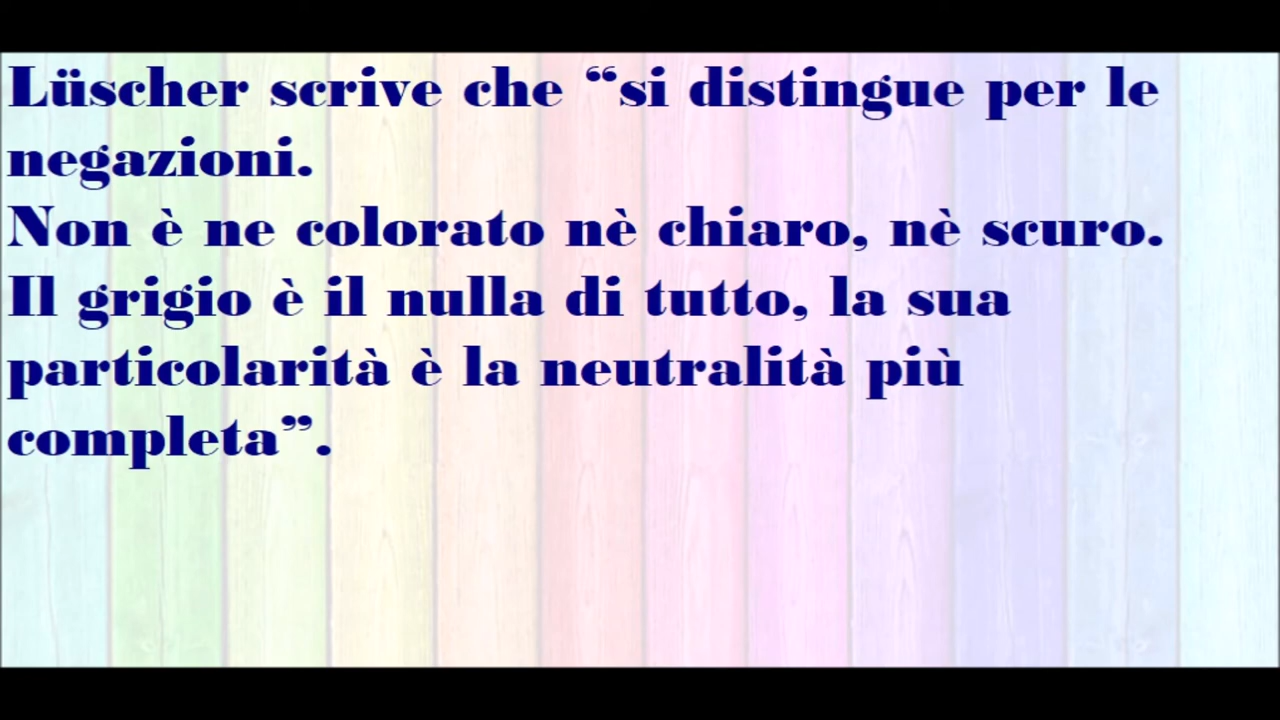 Lüscher scrive che “si distingue per le
negazioni.
Non è ne colorato nè chiaro, nè scuro.
Il grigio è il nulla di tutto, la sua
particolarità è la neutralità più
completa”.